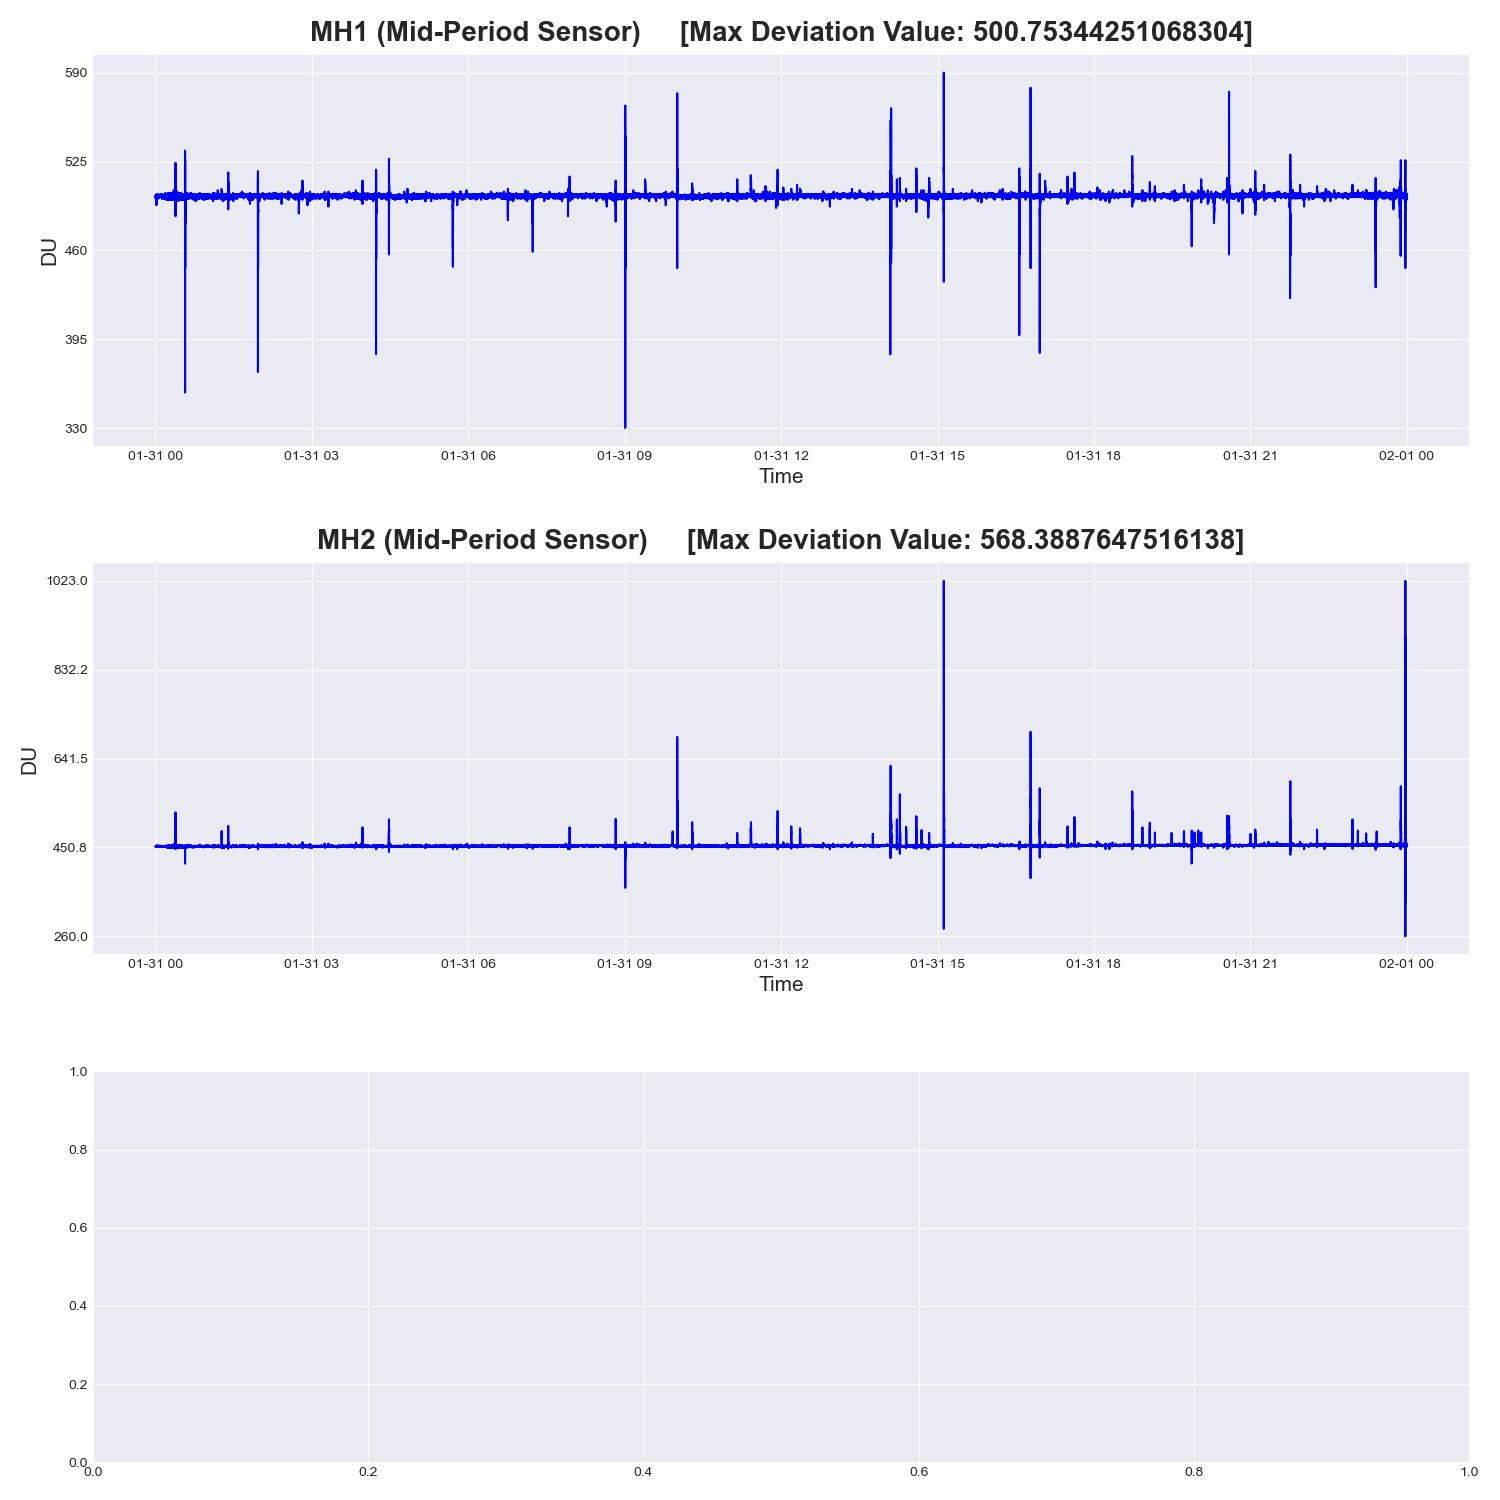 MH1 (Mid-Period Sensor) [Max Deviation Value: 500.75344251068304]
590
525
460
395
330
DU
01-31 00 01-31 03 01-31 06 01-31 09 01-31 12 01-31 15 01-31 18 01-31 21 02-01 00
Time
MH2 (Mid-Period Sensor) [Max Deviation Value: 568.3887647516138]
1023.0
832.2
641.5
450.8
260.0
DU
01-31 00 01-31 03 01-31 06 01-31 09 01-31 12 01-31 15 01-31 18 01-31 21 02-01 00
Time
1.0
0.8
0.6
0.4
0.2
0.0
0.0 0.2 0.4 0.6 0.8 1.0